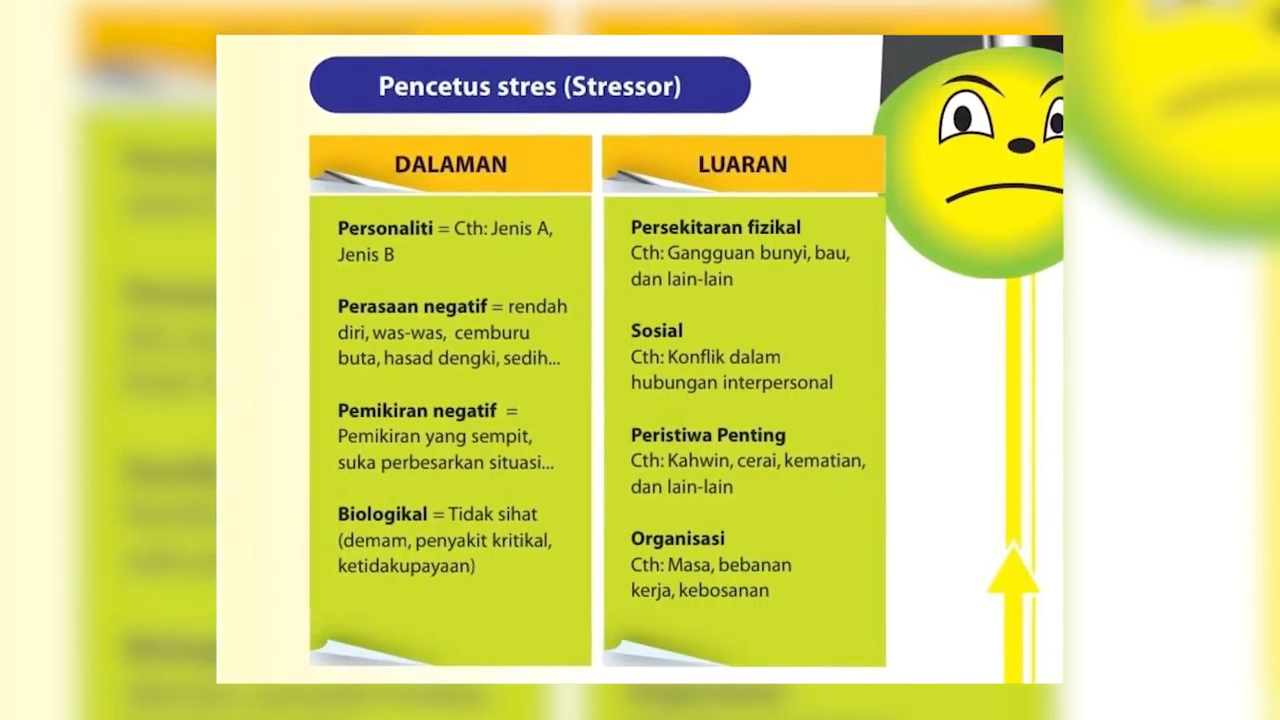 Pencetus stres (Stressor)
DALAMAN
Personaliti = Cth: Jenis A,
Jenis B
Perasaan negatif = rendah
diri, was-was, cemburu
buta, hasad dengki, sedih...
Pemikiran negatif =
Pemikiran yang sempit,
suka perbesarkan situasi...
Biologikal = Tidak sihat
(demam, penyakit kritikal,
ketidakupayaan)
LUARAN
Persekitaran fizikal
Cth: Gangguan bunyi, bau,
dan lain-lain
Sosial
Cth: Konflik dalam
hubungan interpersonal
Peristiwa Penting
Cth: Kahwin, cerai, kematian,
dan lain-lain
Organisasi
Cth: Masa, bebanan
kerja, kebosanan